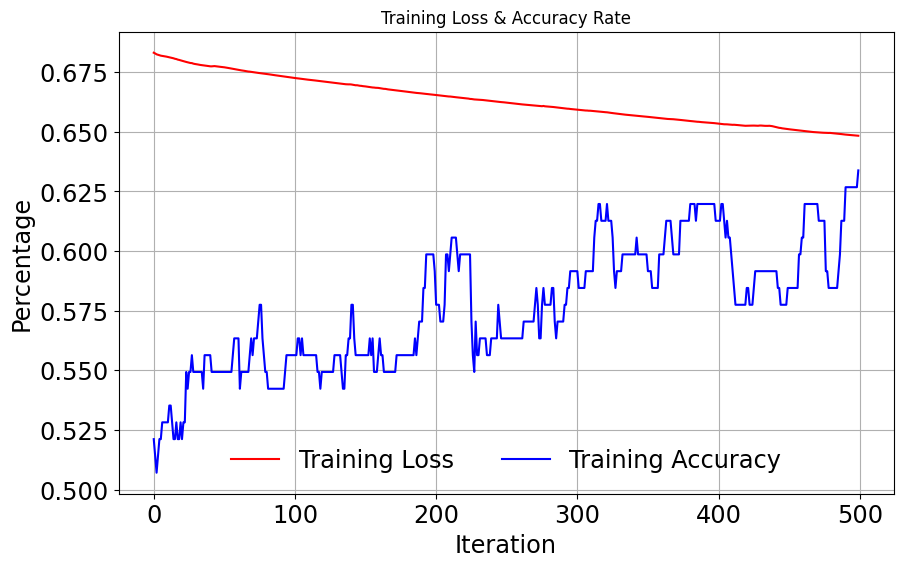 Training Loss & Accuracy Rate
0.675
0.650
0.625
0.600
0.575
0.550
0.525
0.500
Percentage
Training Loss
Training Accuracy
0 100 200 300 400 500
Iteration